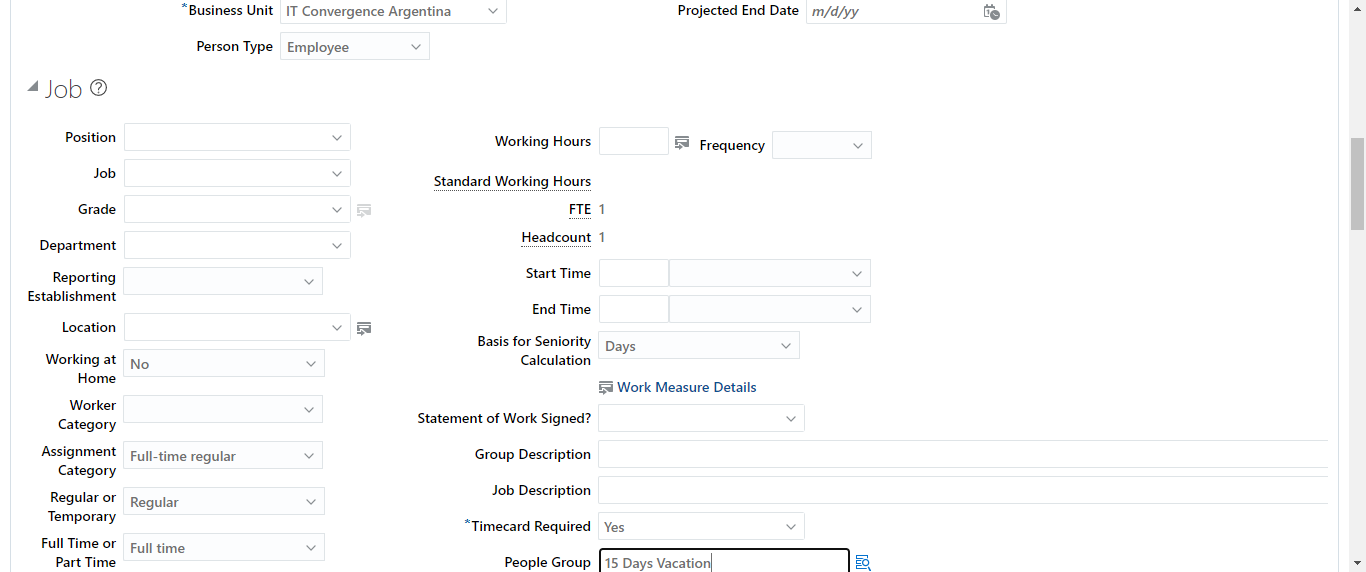 *Business Unit IT Convergence Argentina
Projected End Date m/d/yy
Person Type Employee
Job ?
Position
Job
Grade
Department
Reporting
Establishment
Location
Working at
Home No
Worker
Category
Assignment
Category Full-time regular
Regular or
Temporary Regular
Full Time or
Part Time Full time
Working Hours
Frequency
Standard Working Hours
FTE 1
Headcount 1
Start Time
End Time
Basis for Seniority
Calculation Days
Work Measure Details
Statement of Work Signed?
Group Description
Job Description
*Timecard Required Yes
People Group 15 Days Vacation